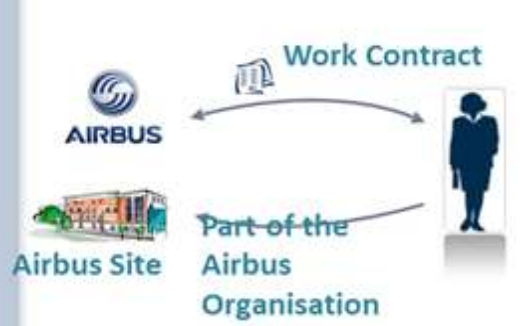 Work Contract
AIRBUS
Part of the
Airbus Site
Airbus
Organisation